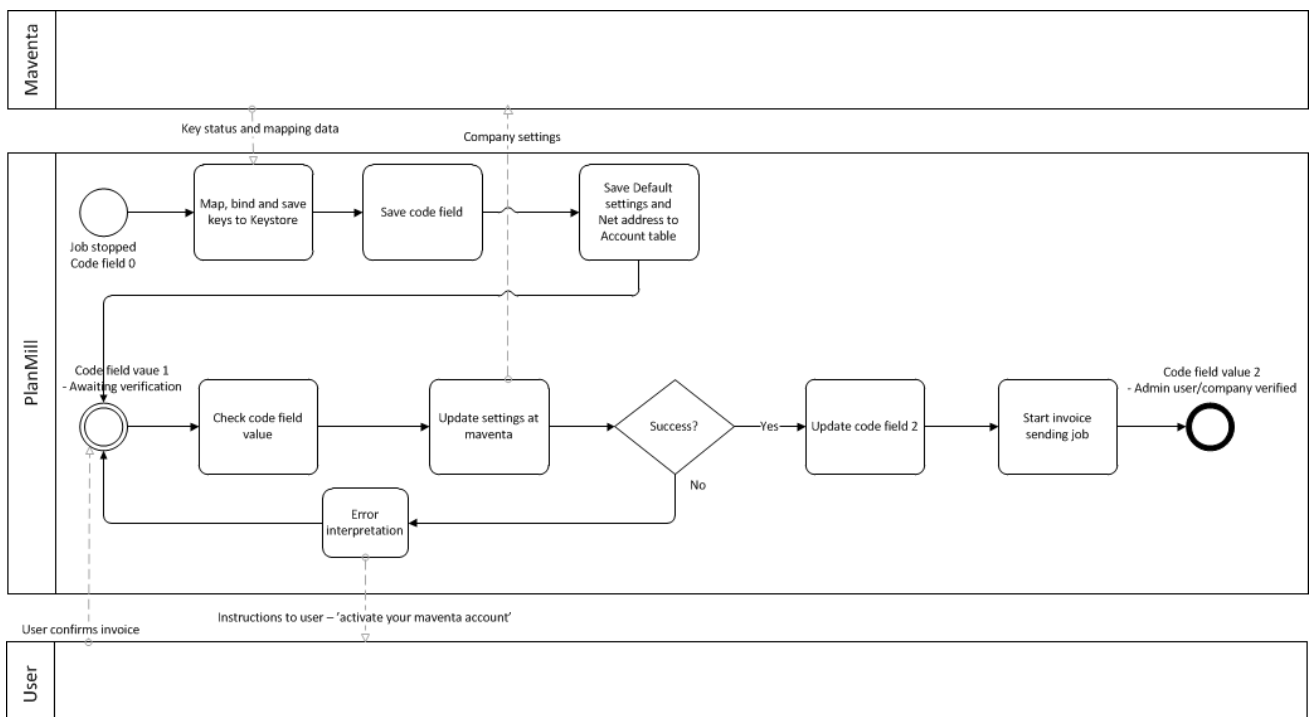 Maventa
Key status and mapping data
Company settings
PlanMill
Map, bind and save
keys to Keystore
Save code field
Save Default
settings and
Net address to
Account table
Job stopped
Code field 0
Code field vaue 1
- Awaiting verification
Check code field
value
Update settings at
maventa
Success?
Yes
Update code field 2
Start invoice
sending job
Code field value 2
- Admin user/company verified
No
Error
interpretation
User confirms invoice
Instructions to user – 'activate your maventa account'
User